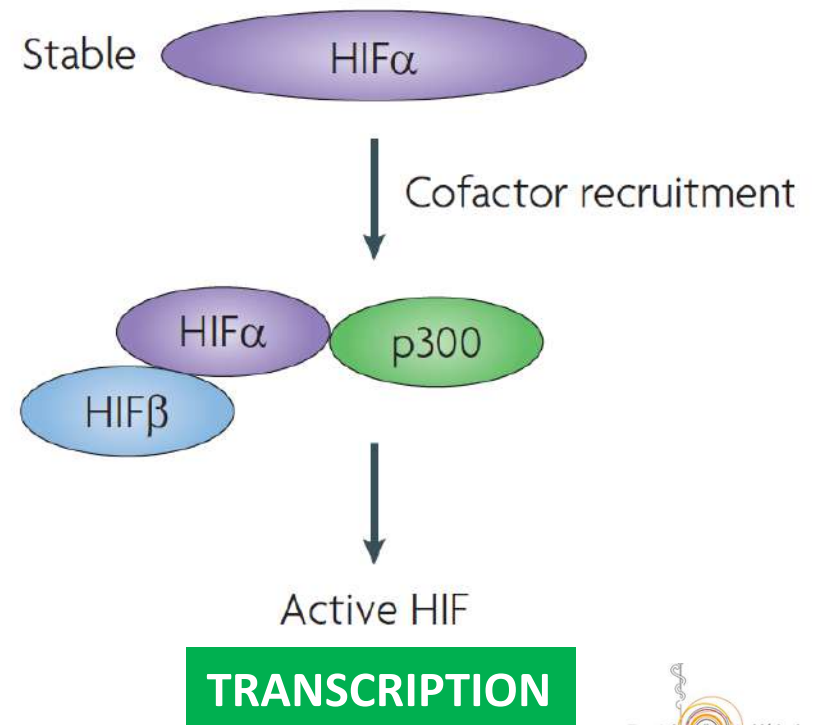 Stable
HIFα
Cofactor recruitment
HIFα
p300
HIFβ
Active HIF
TRANSCRIPTION